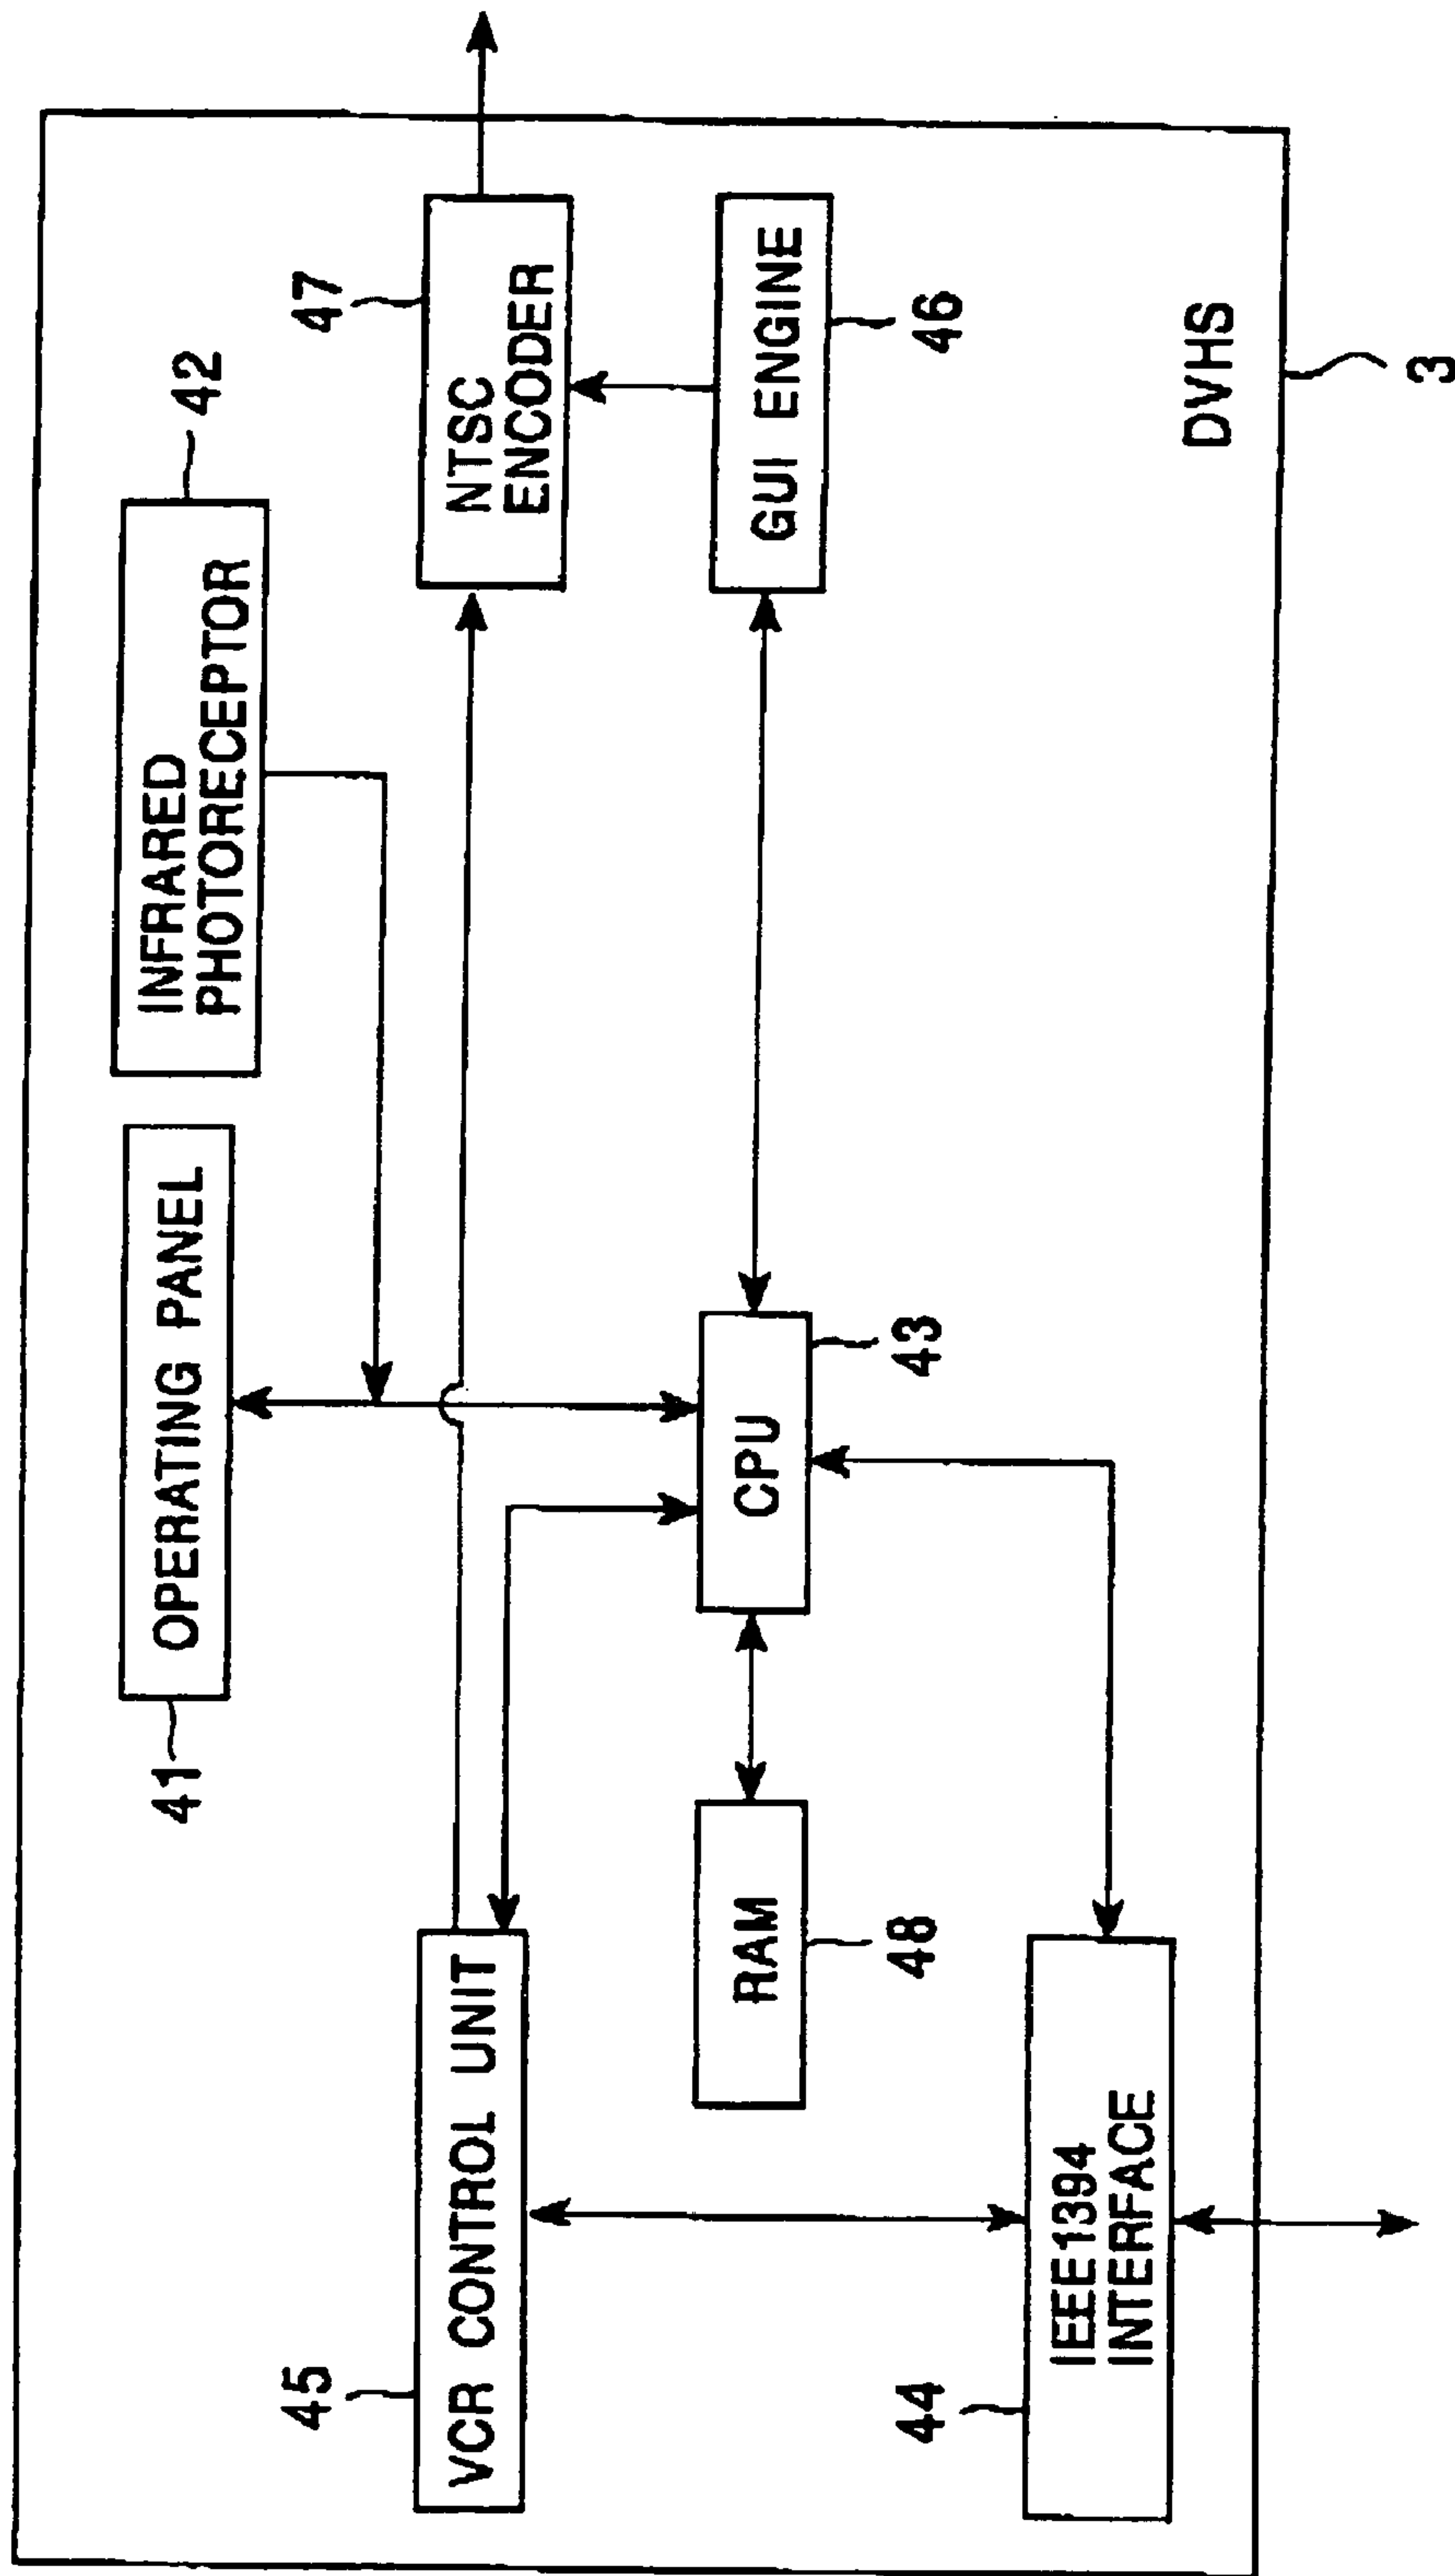 41
OPERATING PANEL
INFRARED
PHOTORECEPTOR
42
45
VCR CONTROL UNIT
47
NTSC
ENCODER
RAM
48
CPU
43
GUI ENGINE
46
44
IEEE1394
INTERFACE
DVHS
3